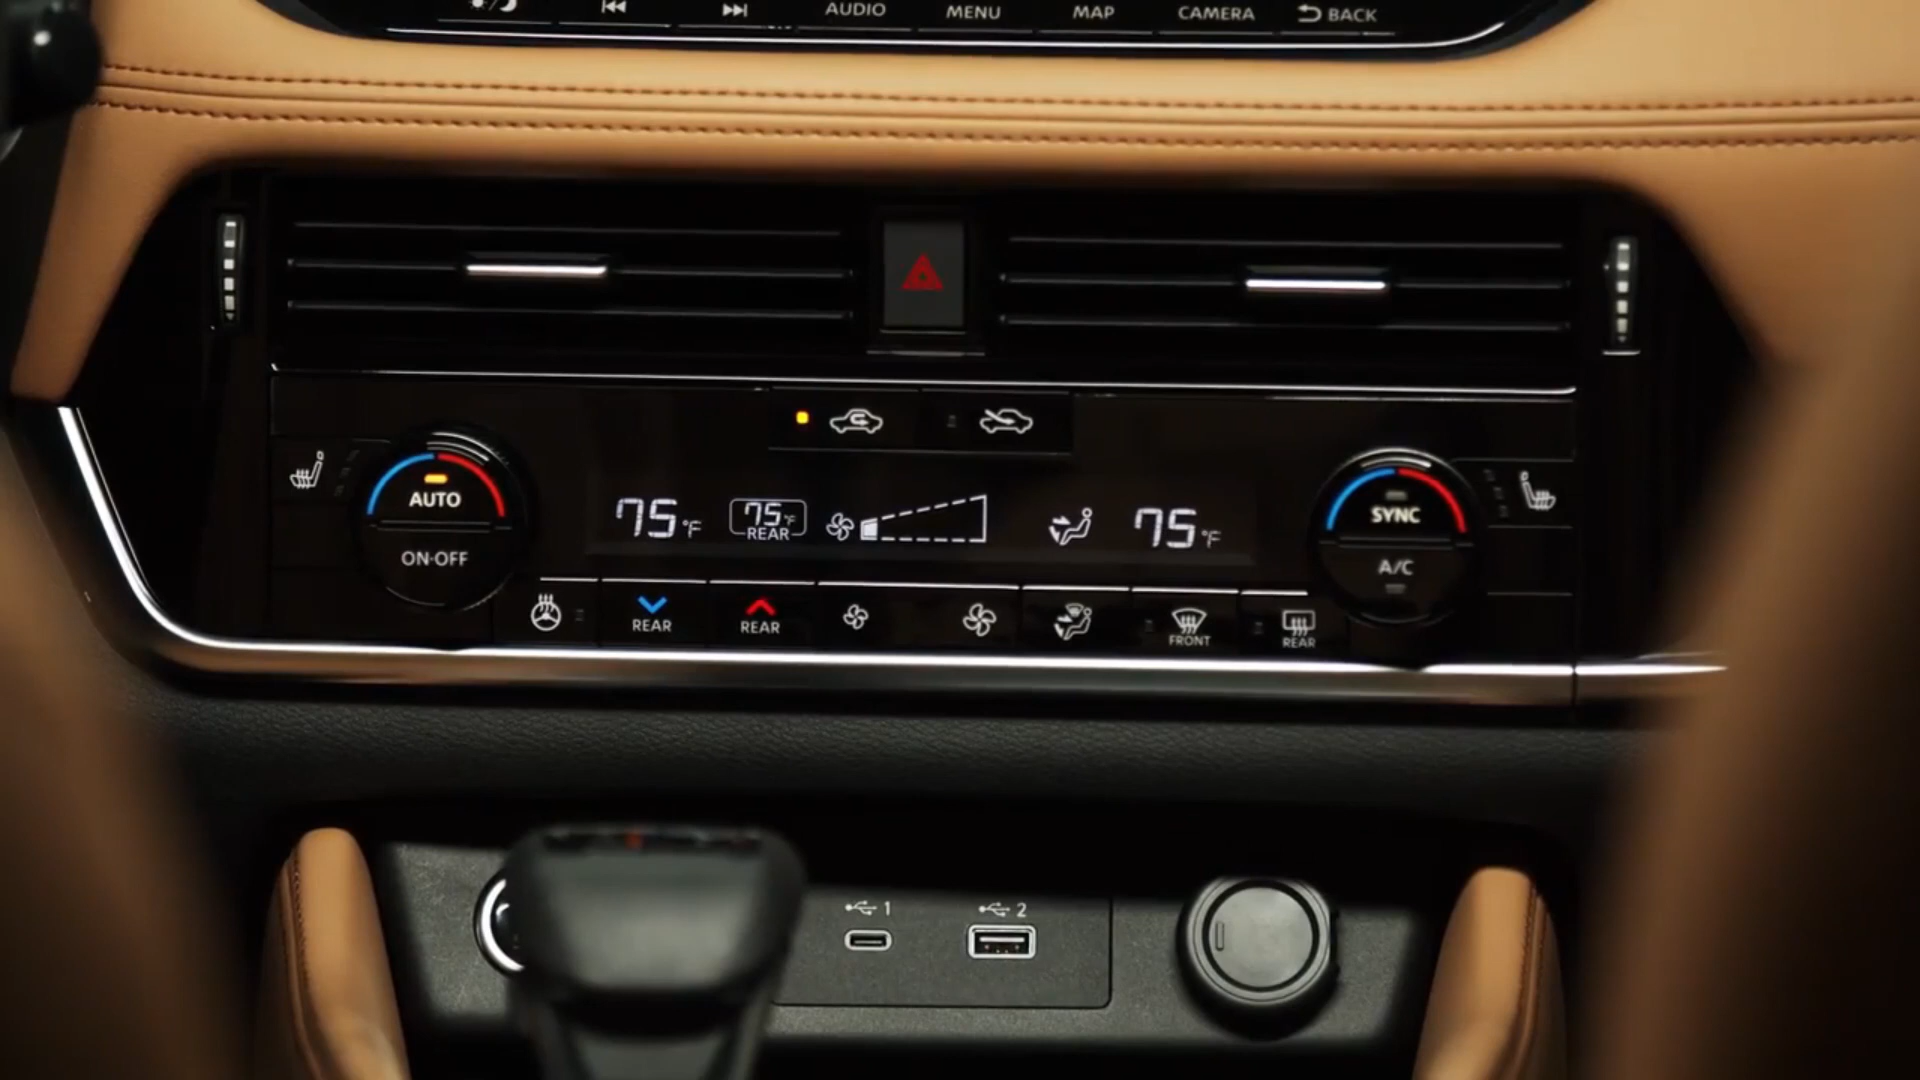 AUDIO MENU MAP CAMERA BACK
AUTO
ON·OFF
75°F
75°F
REAR
75°F
SYNC
A/C
REAR
REAR
FRONT
REAR
1
2